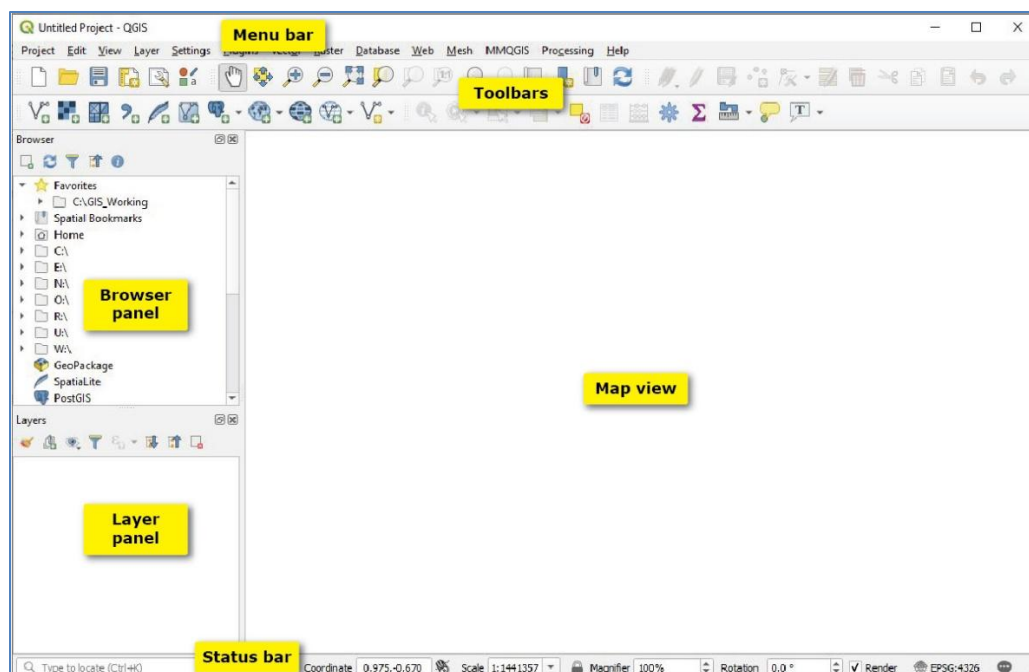 Untitled Project - QGIS
Menu bar
Project Edit View Layer Settings Raster Database Web Mesh MMQGIS Processing Help
Toolbars
Browser
Favorites
C:\GIS_Working
Spatial Bookmarks
Home
C:\
E:\
N:\
O:\
R:\
U:\
W:\
GeoPackage
SpatiaLite
PostGIS
Browser
panel
Map view
Layers
Layer
panel
Status bar
Type to locate (Ctrl+K) Coordinate 0.975,-0.670 Scale 1:1441357 Magnifier 100% Rotation 0.0 ° Render EPSG:4326